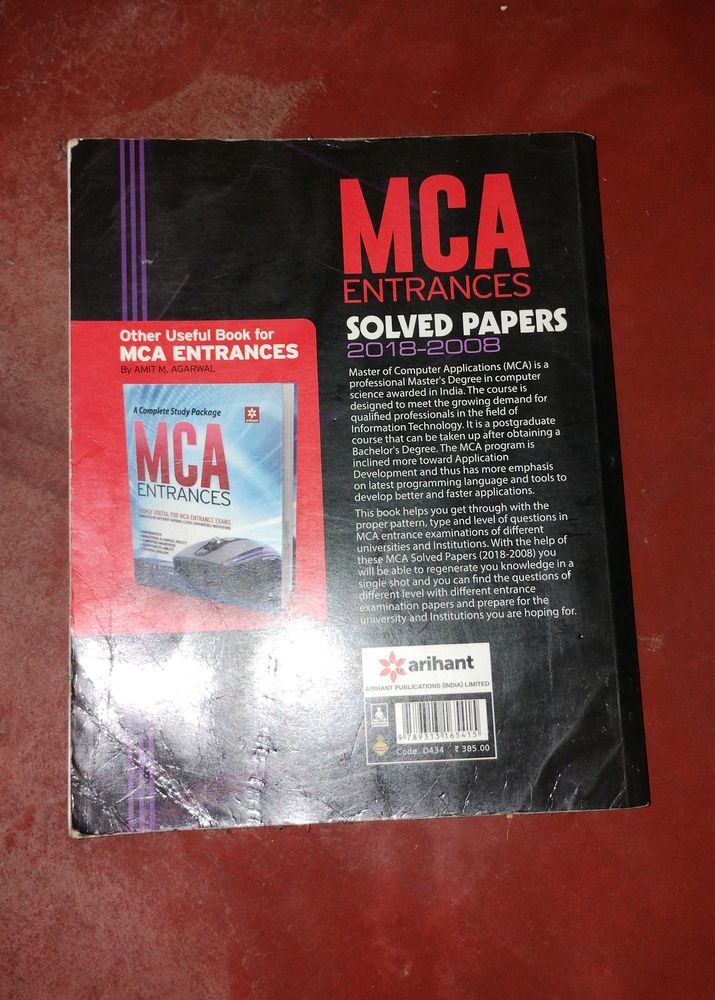 MCA
ENTRANCES
SOLVED PAPERS
2018-2008
Master of Computer Applications (MCA) is a
professional Master's Degree in computer
science awarded in India. The course is
designed to meet the growing demand for
qualified professionals in the field of
Information Technology. It is a postgraduate
course that can be taken up after obtaining a
Bachelor's Degree. The MCA program is
inclined more toward Application
Development and thus has more emphasis
on latest programming language and tools to
develop better and faster applications.
This book helps you get through with the
proper pattern, type and level of questions in
MCA entrance examinations of different
universities and Institutions. With the help of
these MCA Solved Papers (2018-2008) you
will be able to regenerate you knowledge in a
single shot and you can find the questions of
different level with different entrance
examination papers and prepare for the
university and Institutions you are hoping for.
Other Useful Book for
MCA ENTRANCES
By AMIT M. AGARWAL
A Complete Study Package
arihant
MCA
ENTRANCES
HIGHLY USEFUL FOR MCA ENTRANCE EXAMS
arihant
ARIHANT PUBLICATIONS (INDIA) LIMITED
9789313165415
Code: D434 ₹ 385.00